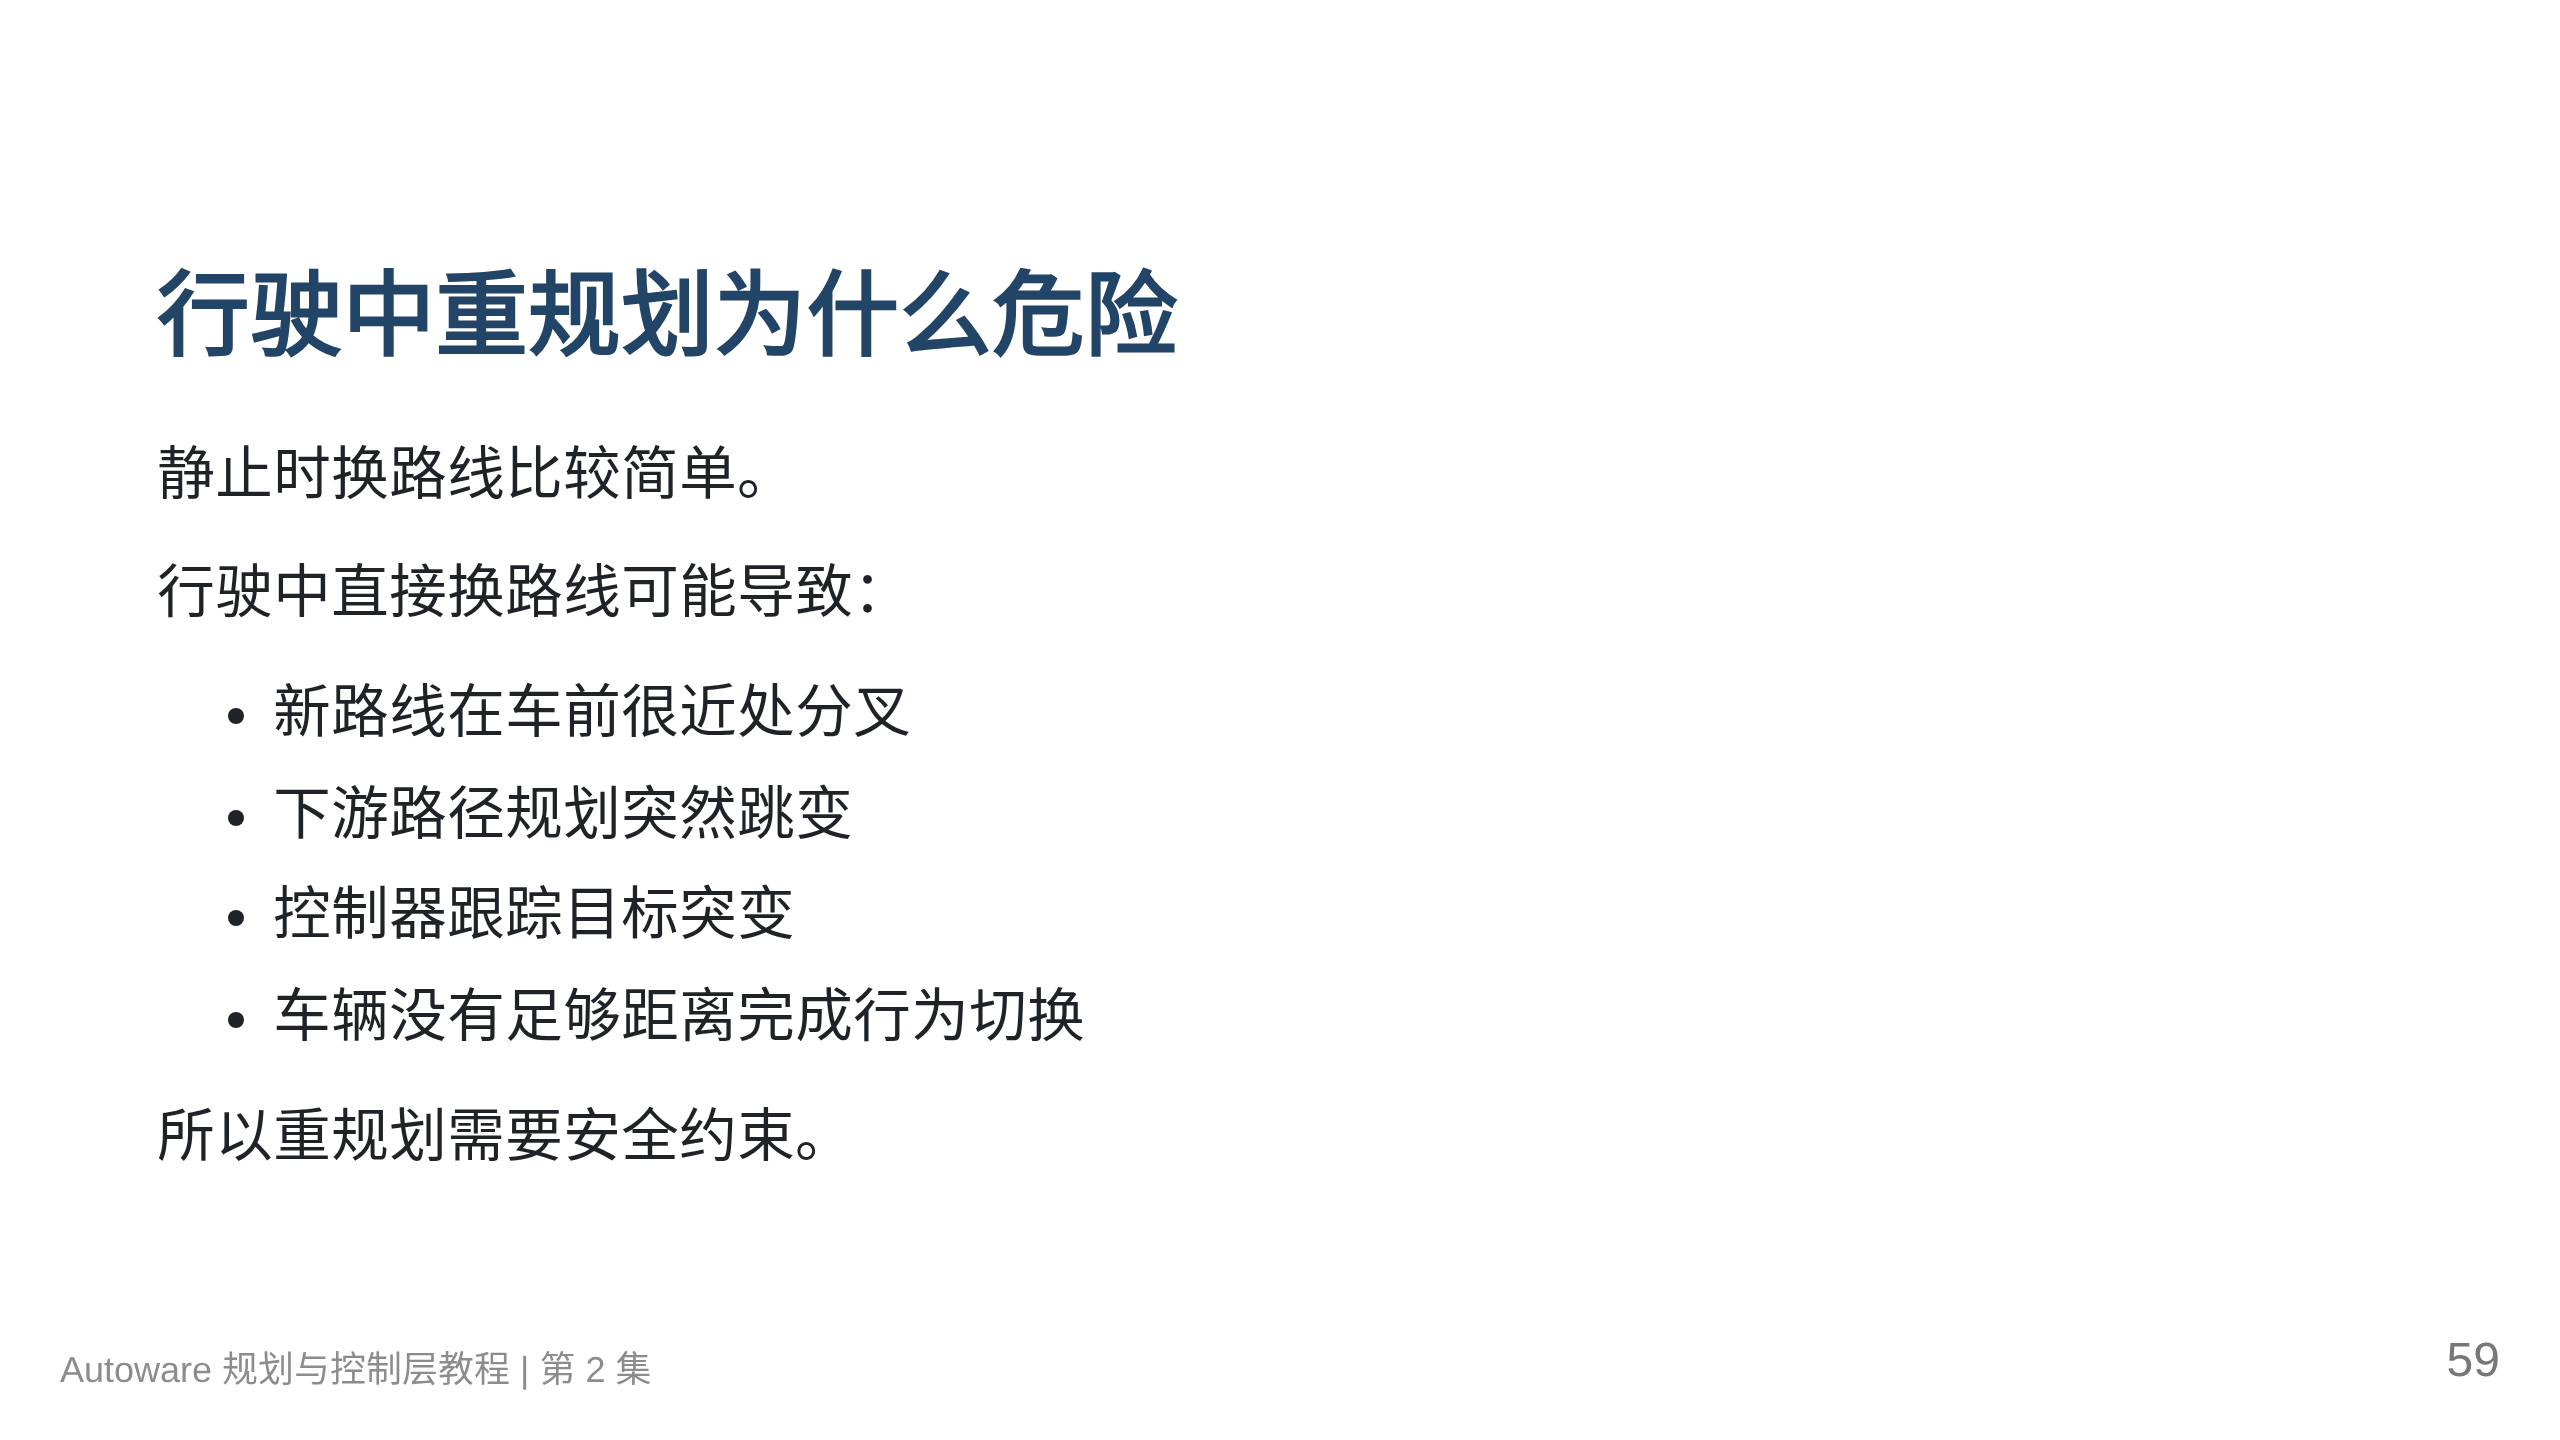 行驶中重规划为什么危险
静止时换路线比较简单。
行驶中直接换路线可能导致：
• 新路线在车前很近处分叉
• 下游路径规划突然跳变
• 控制器跟踪目标突变
• 车辆没有足够距离完成行为切换
所以重规划需要安全约束。
Autoware 规划与控制层教程 | 第 2 集
59